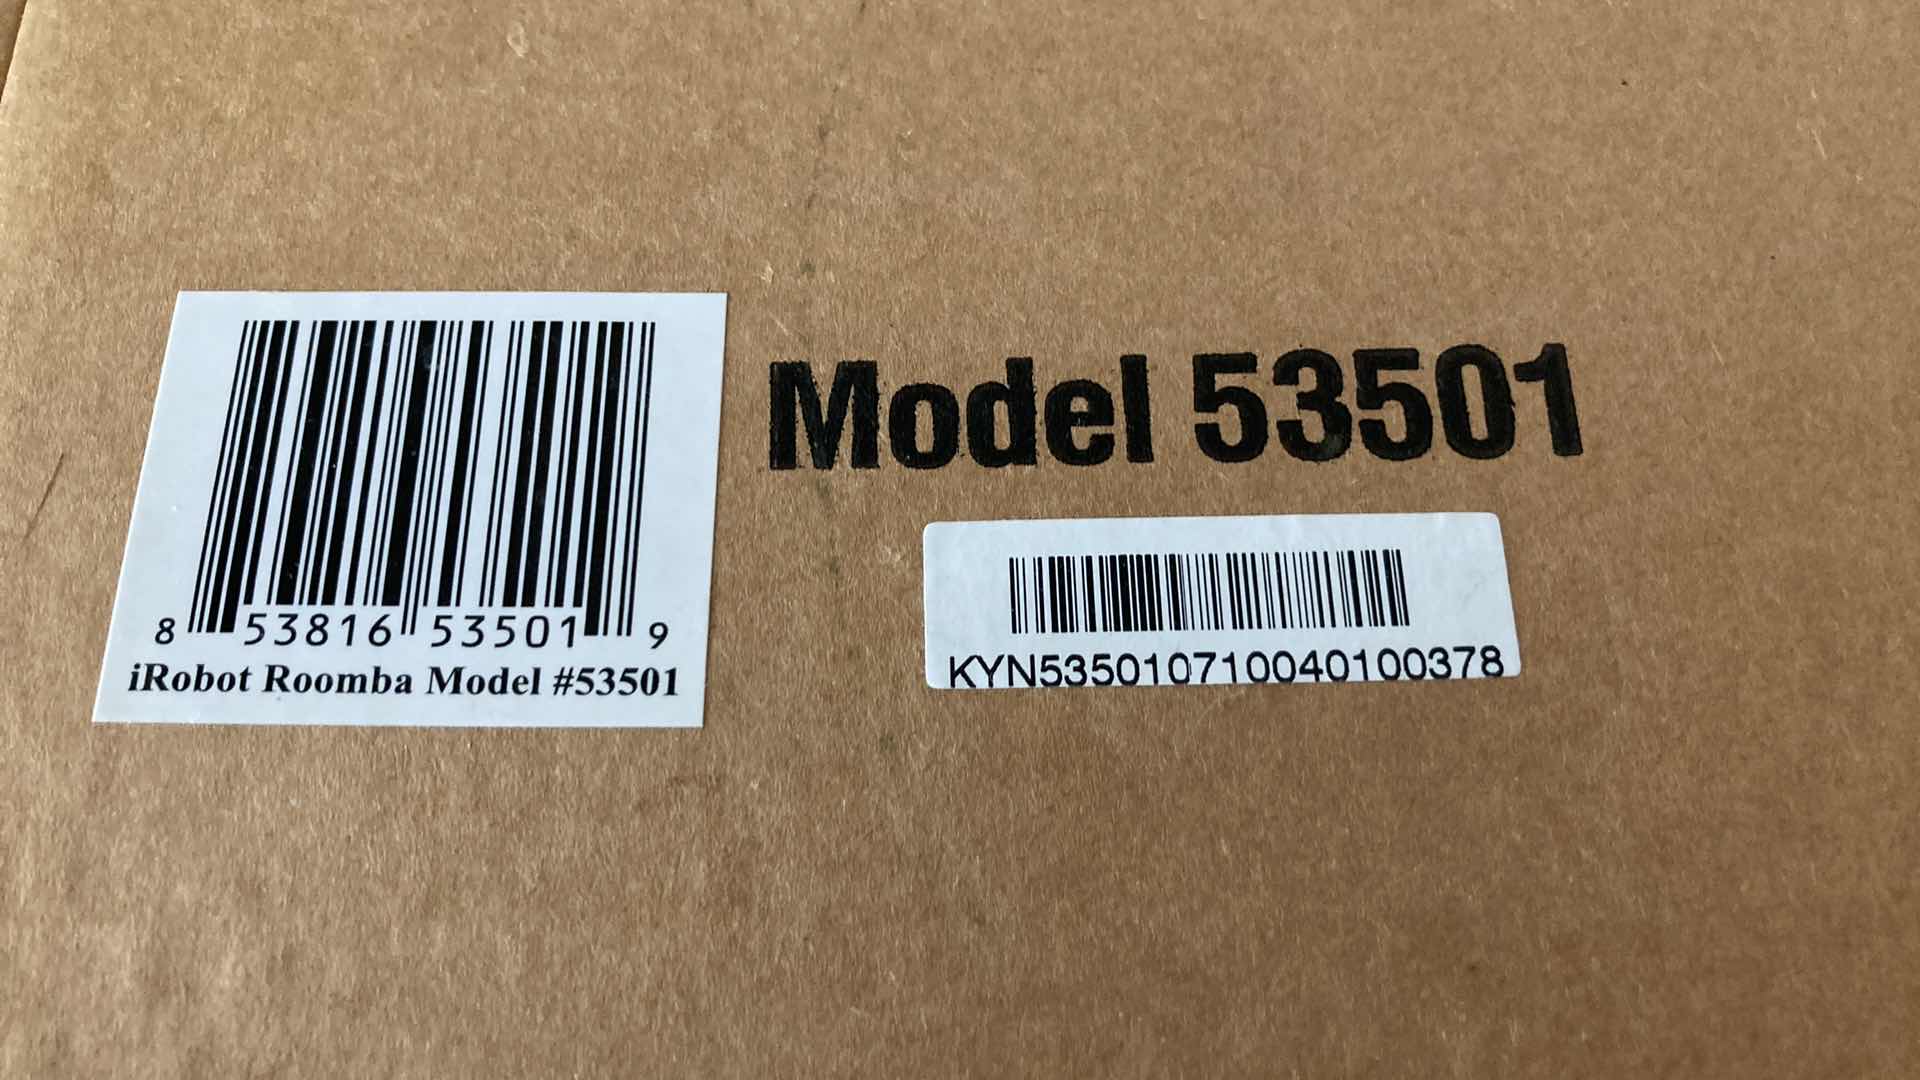 Model 53501
8 53816 53501 9
iRobot Roomba Model #53501
KYN535010710040100378